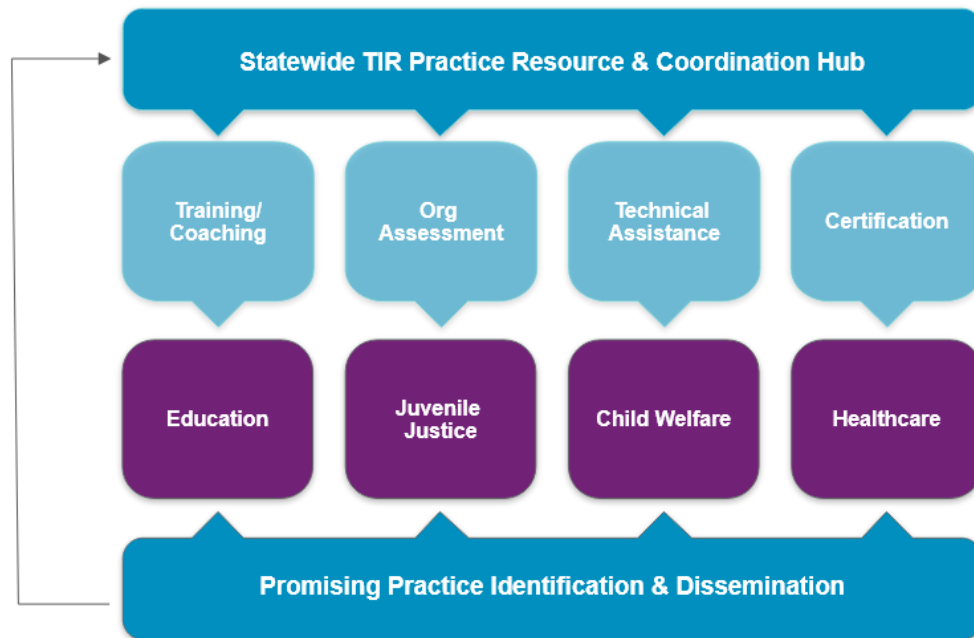 Statewide TIR Practice Resource & Coordination Hub
Training/
Coaching
Org
Assessment
Technical
Assistance
Certification
Education
Juvenile
Justice
Child Welfare
Healthcare
Promising Practice Identification & Dissemination